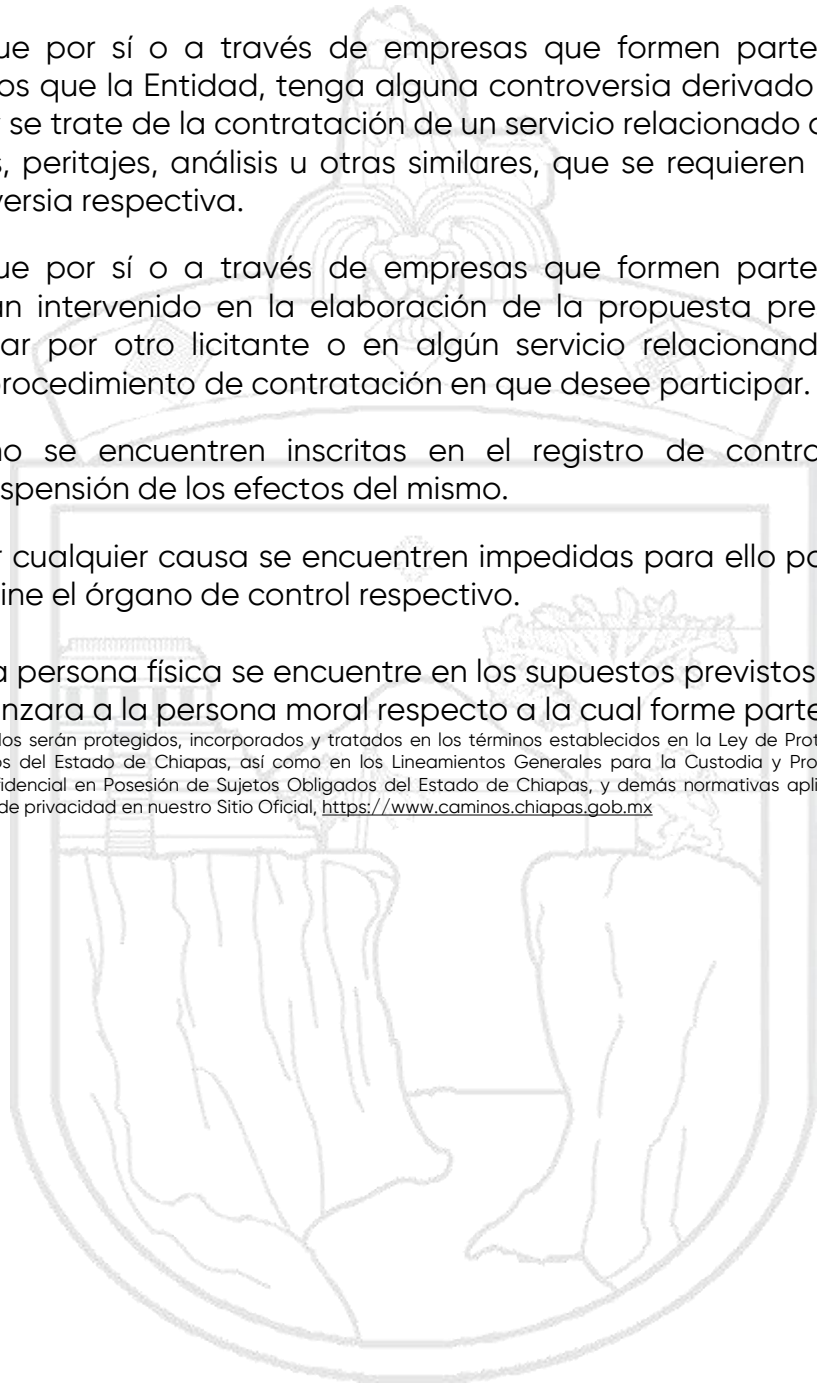 ue por sí o a través de empresas que formen parte
os que la Entidad, tenga alguna controversia derivado
se trate de la contratación de un servicio relacionado
s, peritajes, análisis u otras similares, que se requieren
versia respectiva.
ue por sí o a través de empresas que formen parte
an intervenido en la elaboración de la propuesta pre
ar por otro licitante o en algún servicio relacionand
procedimiento de contratación en que desee participar.
no se encuentren inscritas en el registro de contra
spensión de los efectos del mismo.
r cualquier causa se encuentren impedidas para ello po
ine el órgano de control respectivo.
a persona física se encuentre en los supuestos previstos
nzara a la persona moral respecto a la cual forme parte
dos serán protegidos, incorporados y tratados en los términos establecidos en la Ley de Prot
os del Estado de Chiapas, así como en los Lineamientos Generales para la Custodia y Pro
fidencial en Posesión de Sujetos Obligados del Estado de Chiapas, y demás normativas apli
de privacidad en nuestro Sitio Oficial, https://www.caminos.chiapas.gob.mx